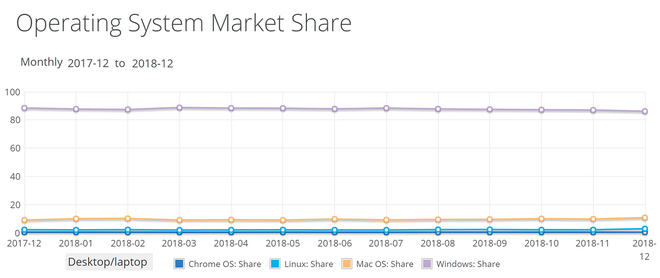 Operating System Market Share
Monthly 2017-12 to 2018-12
100
80
60
40
20
0
2017-12 2018-01 2018-02 2018-03 2018-04 2018-05 2018-06 2018-07 2018-08 2018-09 2018-10 2018-11 2018-
12
Desktop/laptop Chrome OS: Share Linux: Share Mac OS: Share Windows: Share